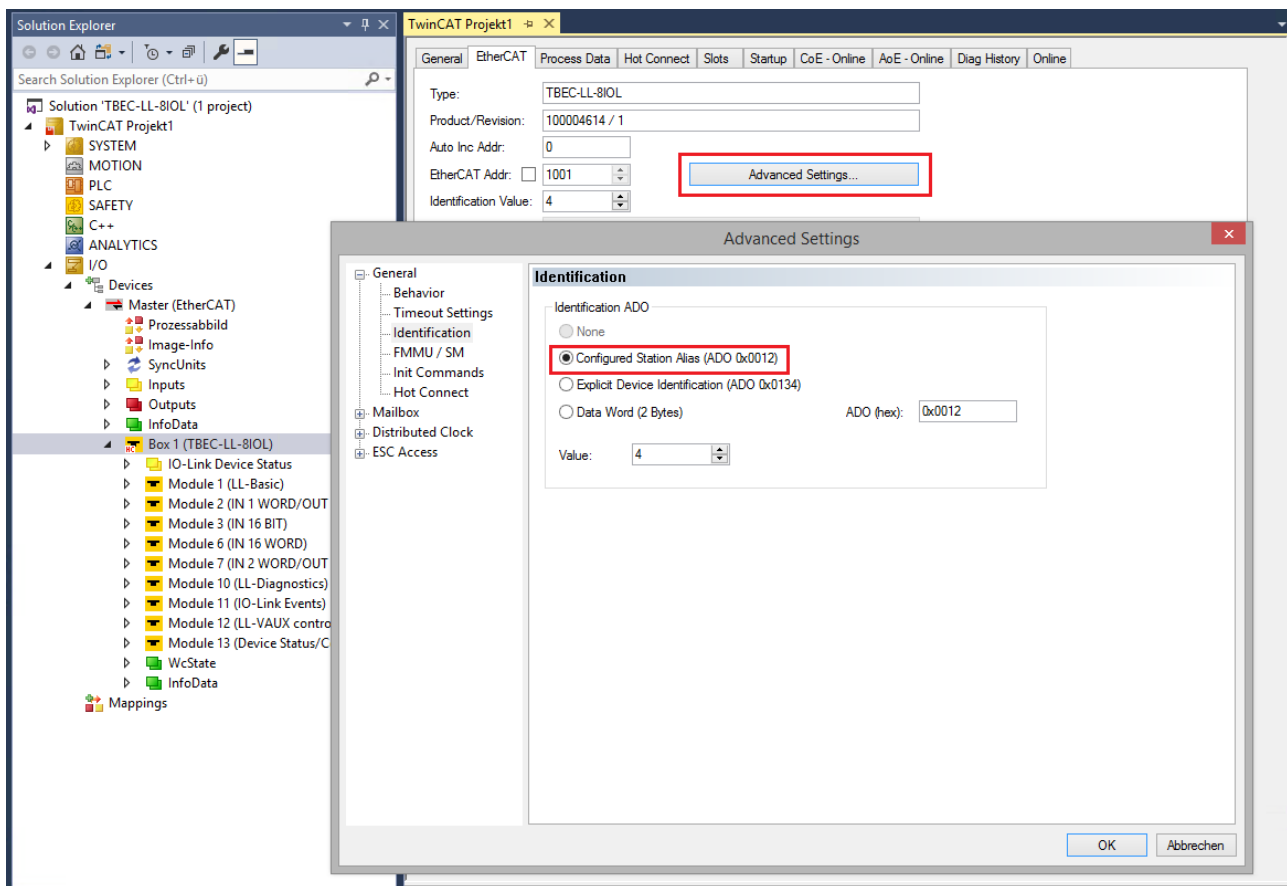 Solution Explorer
Search Solution Explorer (Ctrl+ü)
Solution 'TBEC-LL-8IOL' (1 project)
TwinCAT Projekt1
SYSTEM
MOTION
PLC
SAFETY
C++
ANALYTICS
I/O
Devices
Master (EtherCAT)
Prozessabbild
Image-Info
SyncUnits
Inputs
Outputs
InfoData
Box 1 (TBEC-LL-8IOL)
IO-Link Device Status
Module 1 (LL-Basic)
Module 2 (IN 1 WORD/OUT
Module 3 (IN 16 BIT)
Module 6 (IN 16 WORD)
Module 7 (IN 2 WORD/OUT
Module 10 (LL-Diagnostics)
Module 11 (IO-Link Events)
Module 12 (LL-VAUX contro
Module 13 (Device Status/C
WcState
InfoData
Mappings
TwinCAT Projekt1
General EtherCAT Process Data Hot Connect Slots Startup CoE - Online AoE - Online Diag History Online
Type: TBEC-LL-8IOL
Product/Revision: 100004614 / 1
Auto Inc Addr: 0
EtherCAT Addr: 1001 Advanced Settings...
Identification Value: 4
Advanced Settings
General
Behavior
Timeout Settings
Identification
FMMU / SM
Init Commands
Hot Connect
Mailbox
Distributed Clock
ESC Access
Identification
Identification ADO
None
Configured Station Alias (ADO 0x0012)
Explicit Device Identification (ADO 0x0134)
Data Word (2 Bytes) ADO (hex): 0x0012
Value: 4
OK Abbrechen